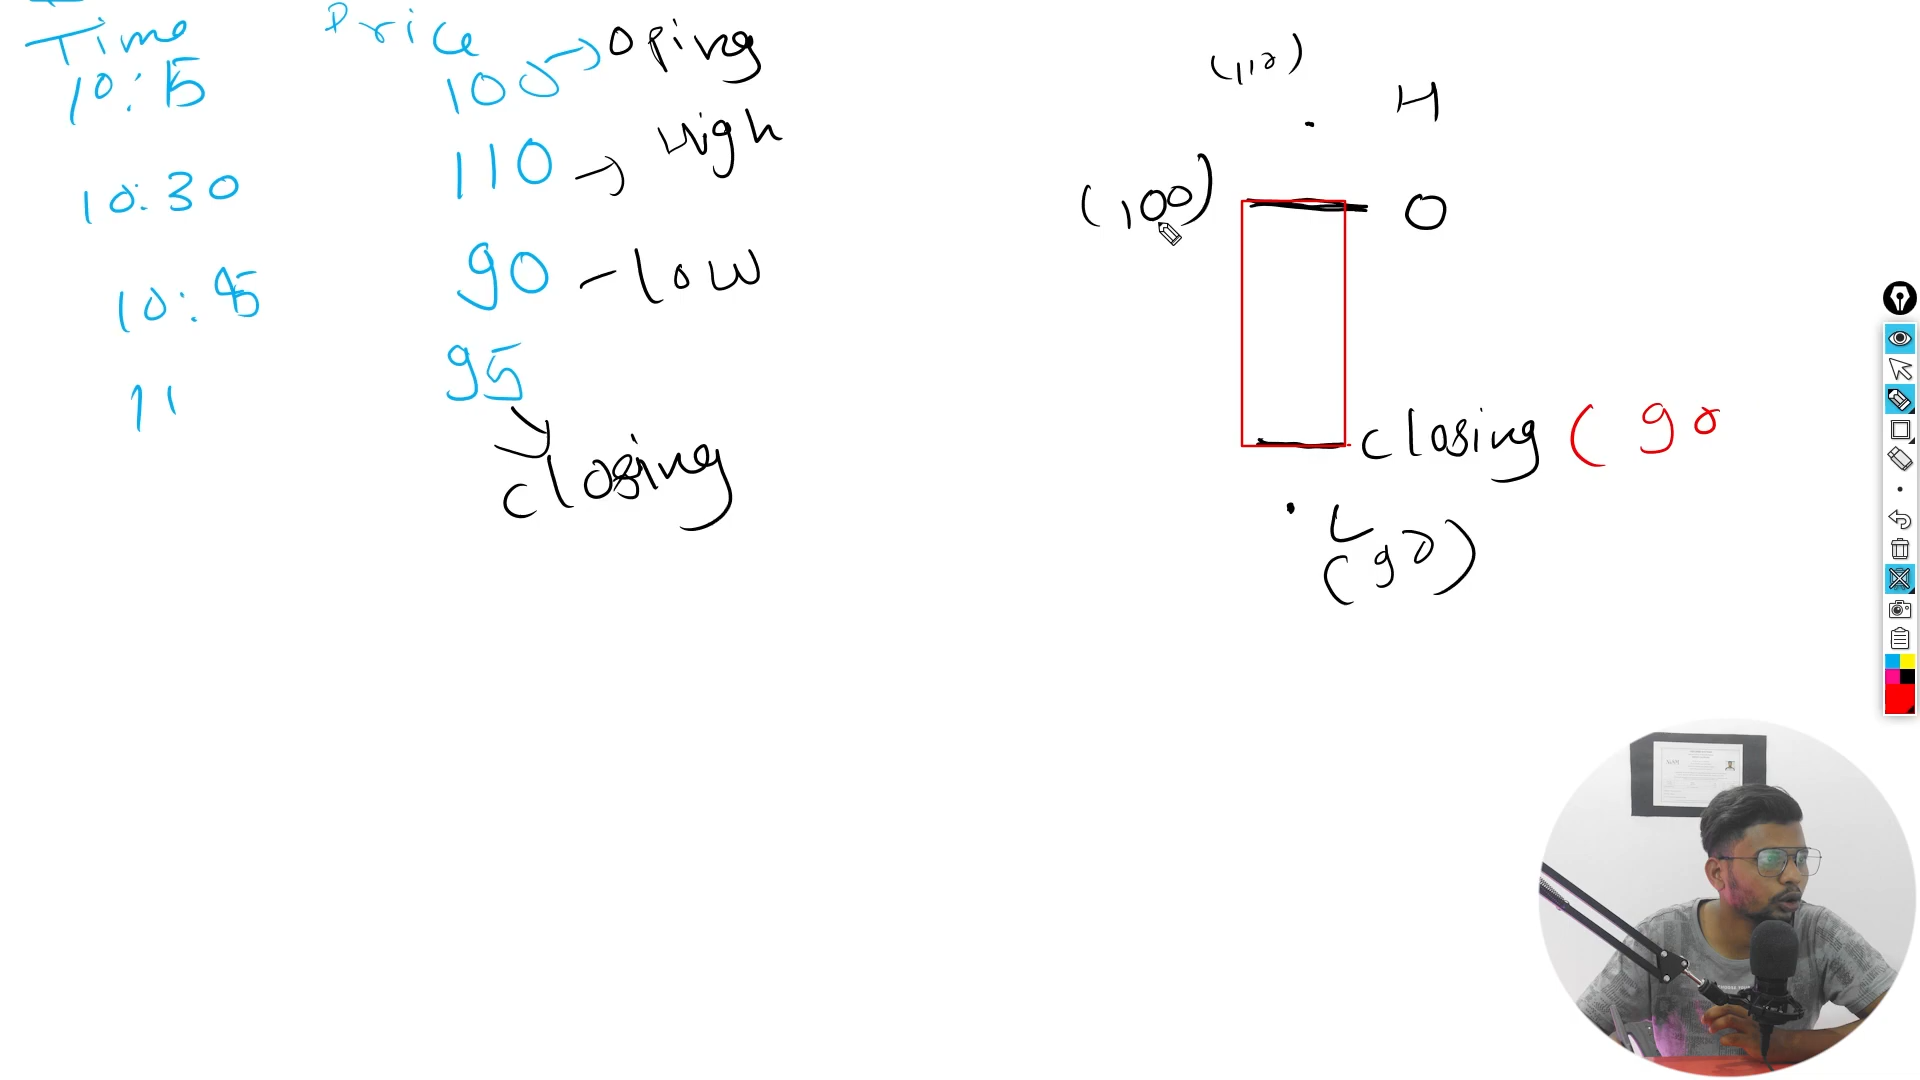 Time Price
10:15 100 → Oping
10:30 110 → High
10:45 90 - low
11 95
closing
(110) H
(100) O
closing ( 90
L
(90)